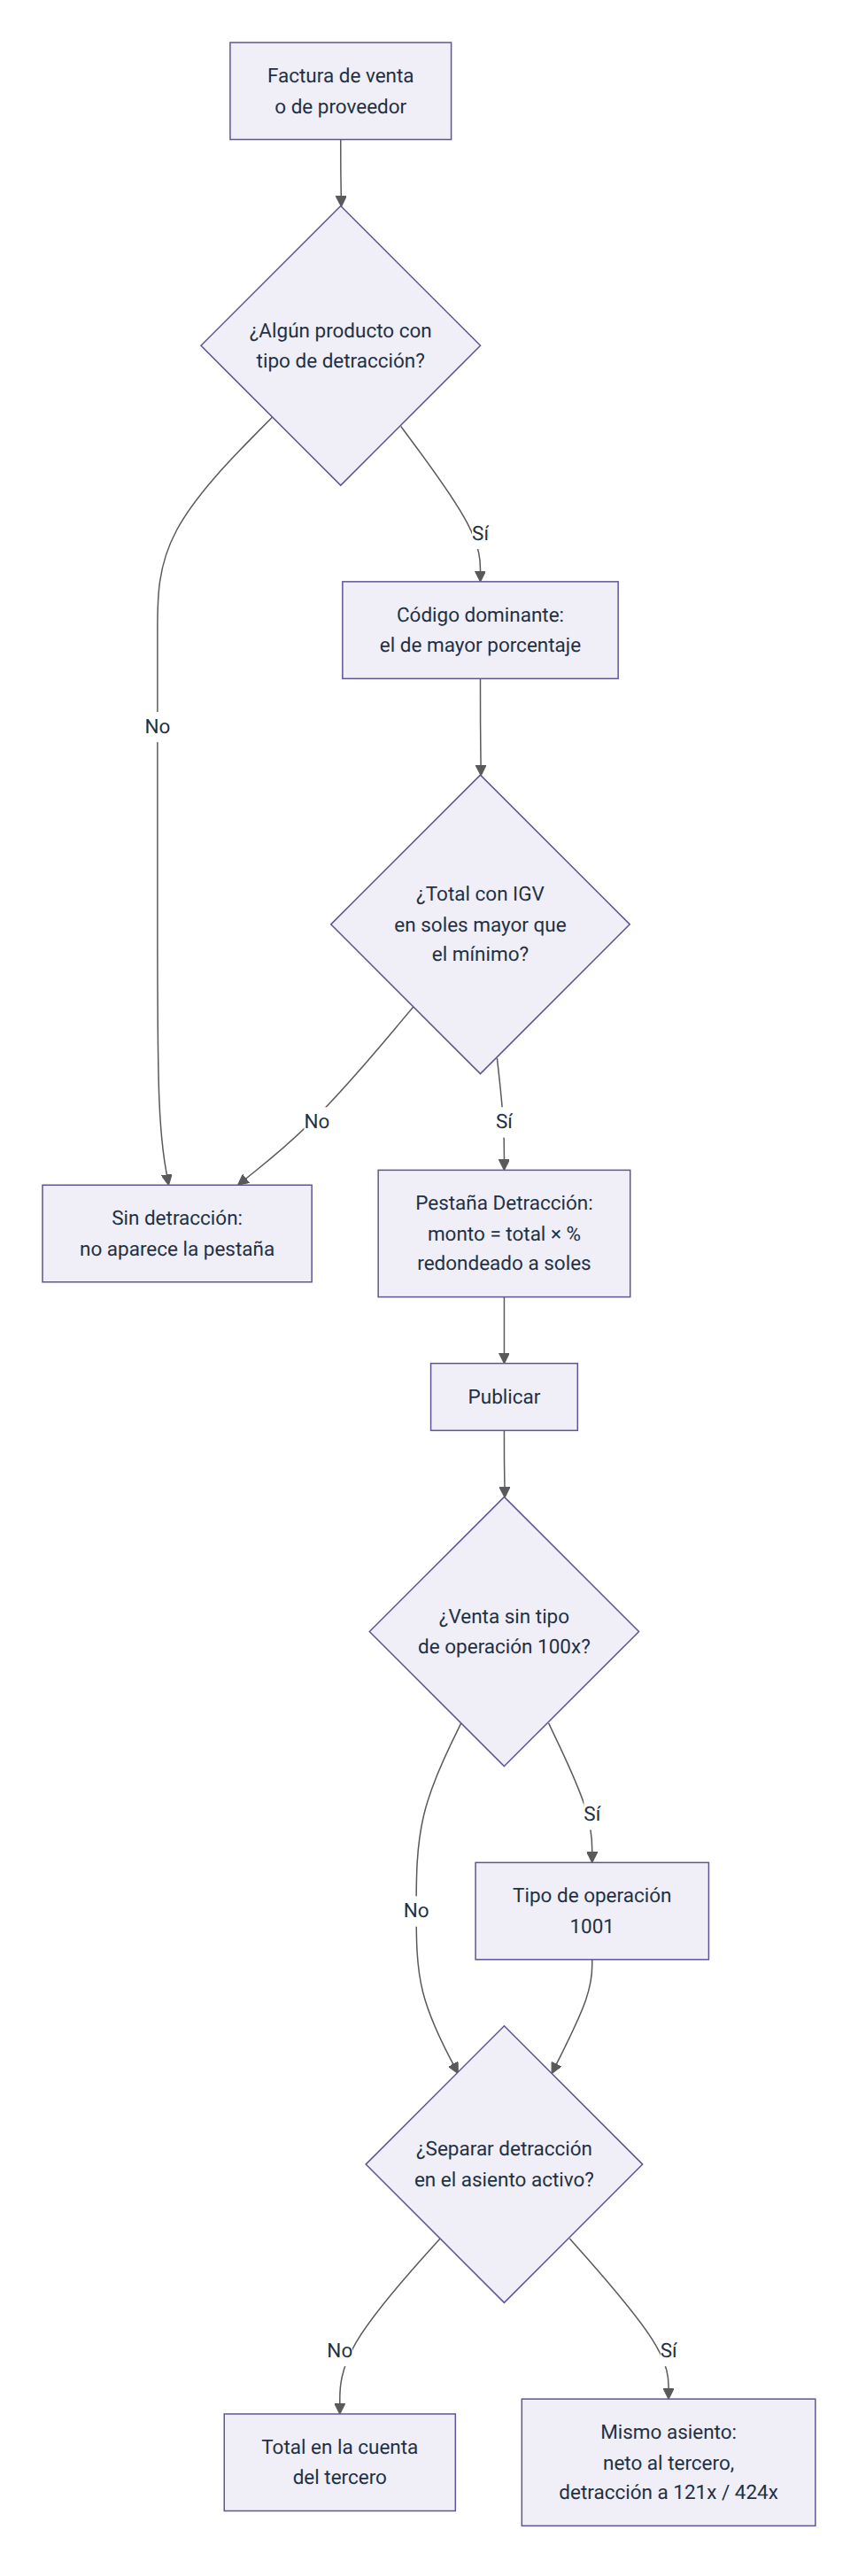 Factura de venta
o de proveedor
¿Algún producto con
tipo de detracción?
Sí
Código dominante:
el de mayor porcentaje
No
¿Total con IGV
en soles mayor que
el mínimo?
No
Sí
Sin detracción:
no aparece la pestaña
Pestaña Detracción:
monto = total × %
redondeado a soles
Publicar
¿Venta sin tipo
de operación 100x?
Sí
No
Tipo de operación
1001
¿Separar detracción
en el asiento activo?
No
Sí
Total en la cuenta
del tercero
Mismo asiento:
neto al tercero,
detracción a 121x / 424x